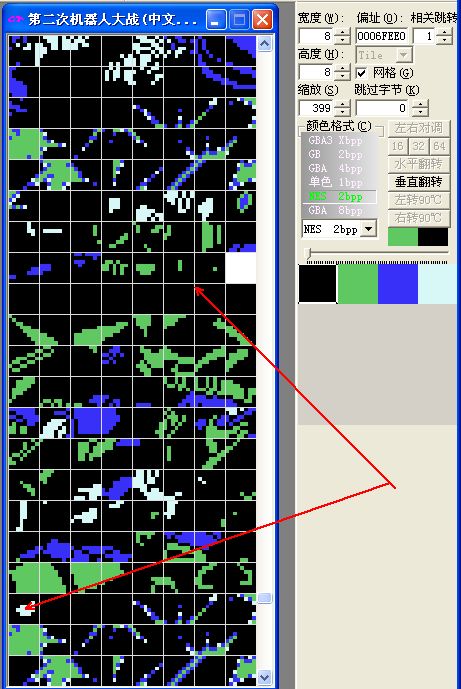 第二次机器人大战(中文...
宽度(W): 偏址(O): 相关跳转
8 0006FEE0 1
高度(H): Tile
8 网格(G)
缩放(S) 跳过字节(K)
399 0
颜色格式(C)
GBA3 Xbpp
GB 2bpp
GBA 4bpp
单色 1bpp
NES 2bpp
GBA 8bpp
NES 2bpp
左右对调
16 32 64
水平翻转
垂直翻转
左转90℃
右转90℃